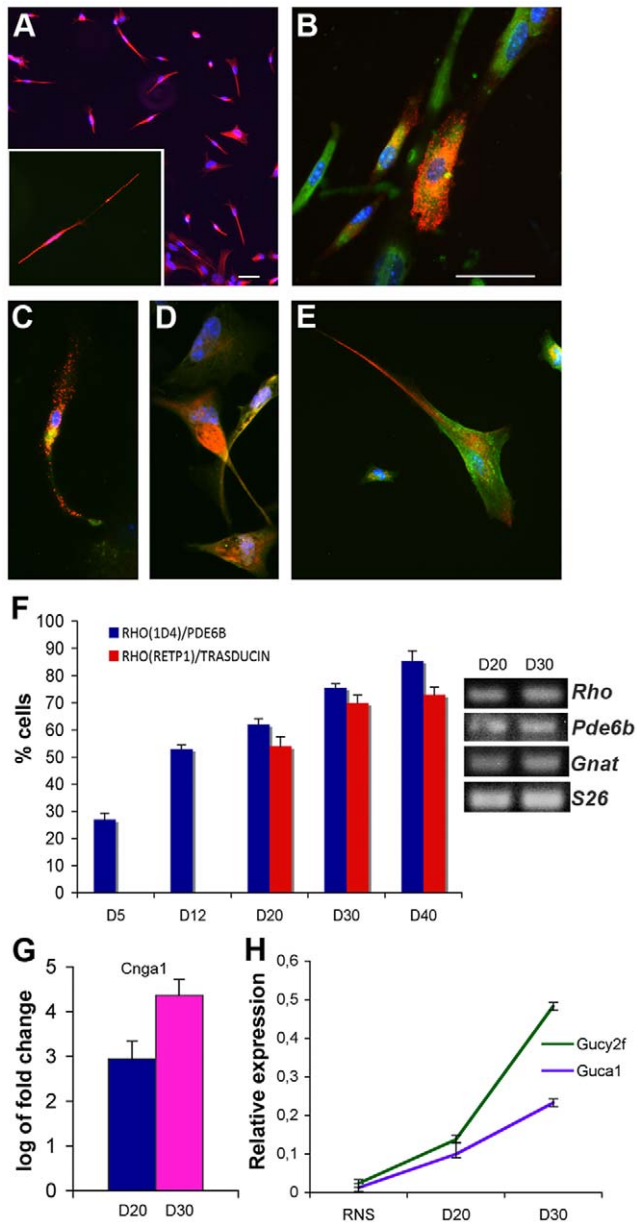 A
B
C
D
E
F
RHO(1D4)/PDE6B
RHO(RETP1)/TRASDUCIN
% cells
100
90
80
70
60
50
40
30
20
10
0
D5 D12 D20 D30 D40
D20 D30
Rho
Pde6b
Gnat
S26
G
Cnga1
log of fold change
5
4
3
2
1
0
D20 D30
H
Relative expression
0,6
0,5
0,4
0,3
0,2
0,1
0
Gucy2f
Guca1
RNS D20 D30